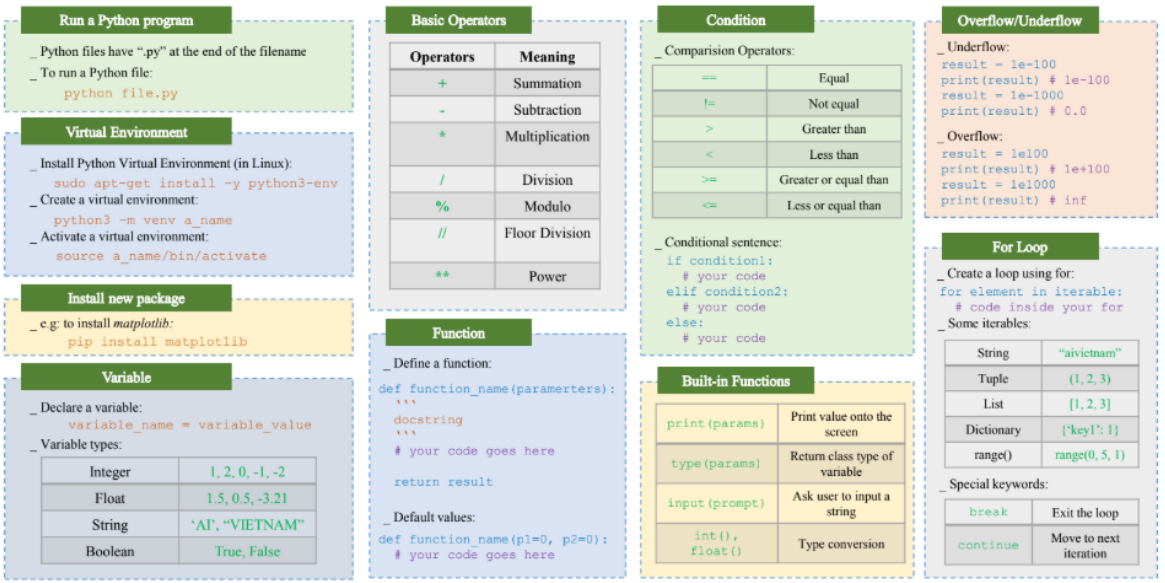 Run a Python program
_ Python files have “.py” at the end of the filename
_ To run a Python file:
python file.py
Virtual Environment
_ Install Python Virtual Environment (in Linux):
sudo apt-get install -y python3-env
_ Create a virtual environment:
python3 -m venv a_name
_ Activate a virtual environment:
source a_name/bin/activate
Install new package
_ e.g: to install matplotlib:
pip install matplotlib
Variable
_ Declare a variable:
variable_name = variable_value
_ Variable types:
Integer 1, 2, 0, -1, -2
Float 1.5, 0.5, -3.21
String ‘AI’, “VIETNAM”
Boolean True, False
Basic Operators
Operators Meaning
+ Summation
- Subtraction
* Multiplication
/ Division
% Modulo
// Floor Division
** Power
Function
_ Define a function:
def function_name(paramerters):
```
docstring
```
# your code goes here
return result
_ Default values:
def function_name(p1=0, p2=0):
# your code goes here
Condition
_ Comparision Operators:
== Equal
!= Not equal
> Greater than
< Less than
>= Greater or equal than
<= Less or equal than
_ Conditional sentence:
if condition1:
# your code
elif condition2:
# your code
else:
# your code
Built-in Functions
print(params) Print value onto the
screen
type(params) Return class type of
variable
input(prompt) Ask user to input a
string
int(),
float() Type conversion
Overflow/Underflow
_ Underflow:
result = 1e-100
print(result) # 1e-100
result = 1e-1000
print(result) # 0.0
_ Overflow:
result = 1e100
print(result) # 1e+100
result = 1e1000
print(result) # inf
For Loop
_ Create a loop using for:
for element in iterable:
# code inside your for
_ Some iterables:
String “aivietnam”
Tuple (1, 2, 3)
List [1, 2, 3]
Dictionary {‘key1’: 1}
range() range(0, 5, 1)
_ Special keywords:
break Exit the loop
continue Move to next
iteration